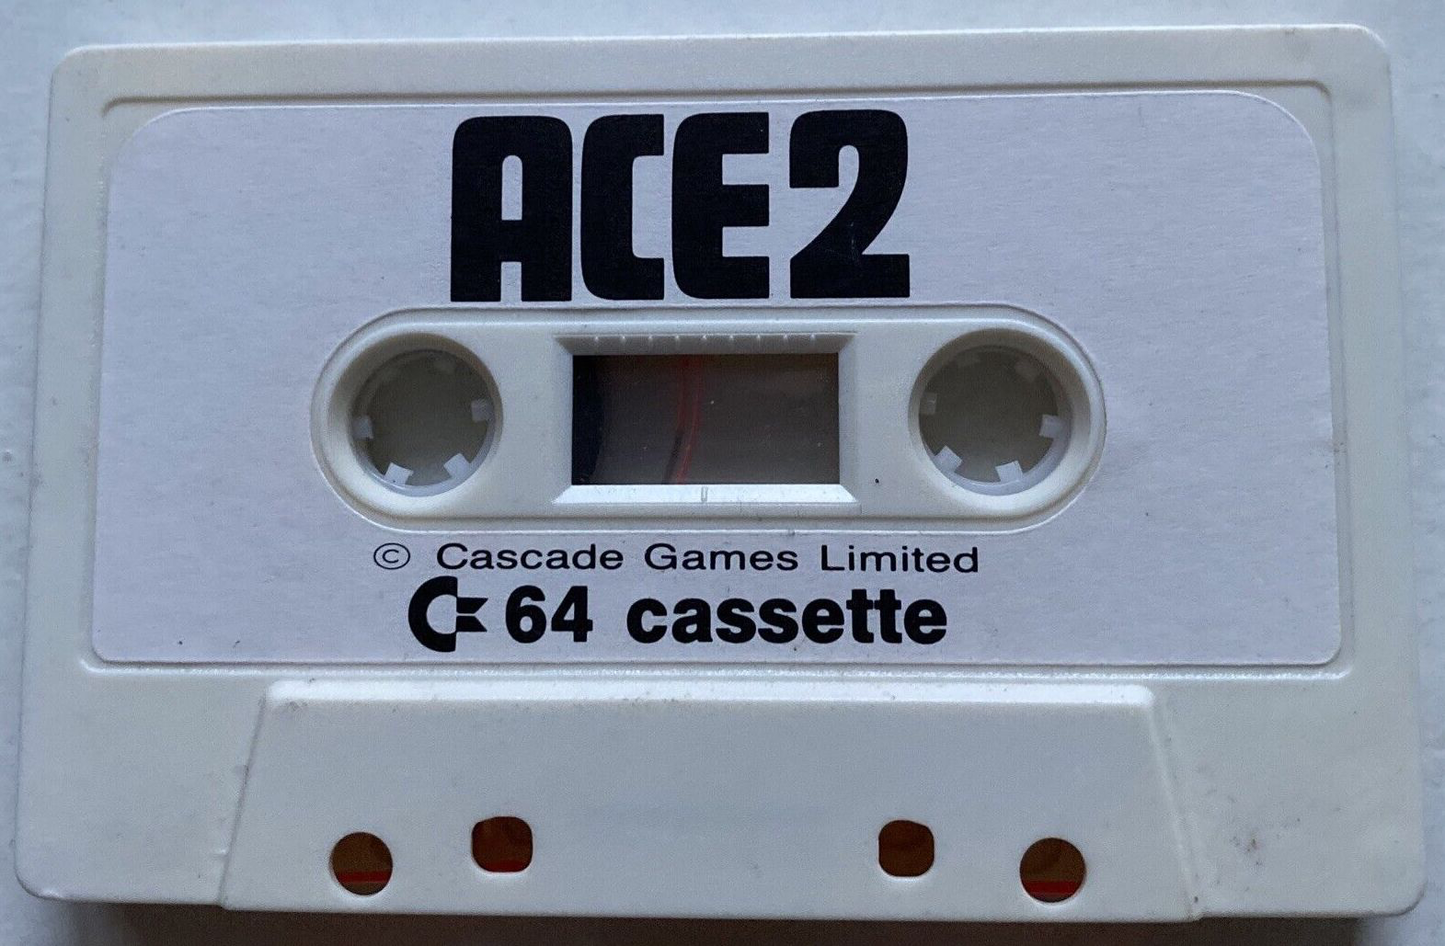 ACE2
© Cascade Games Limited
C= 64 cassette